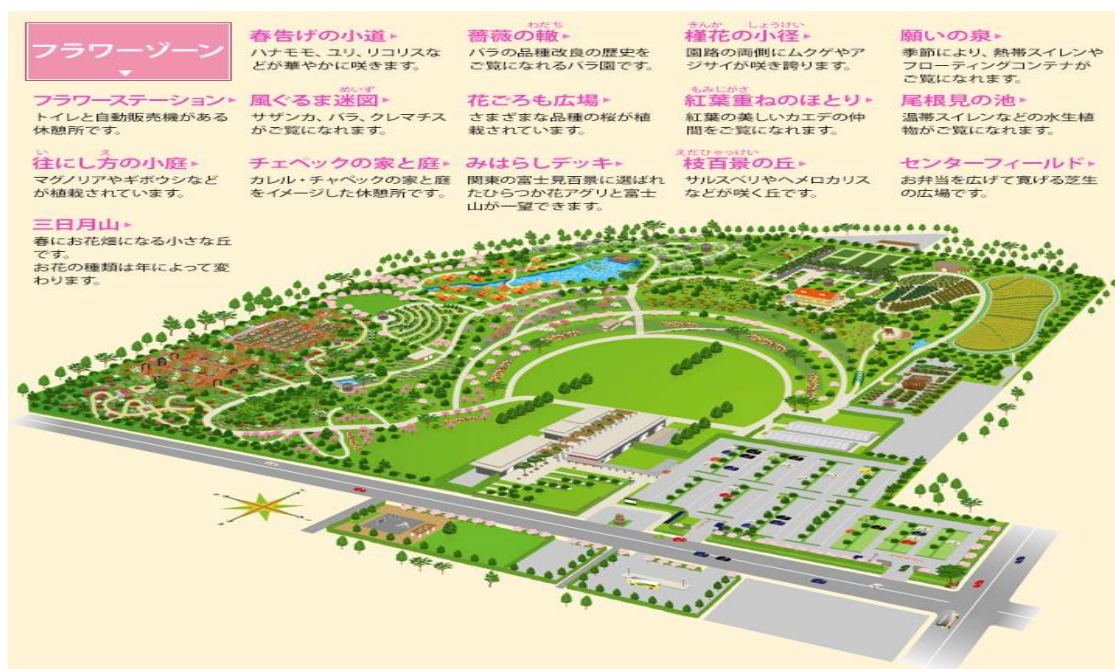 フラワーゾーン
春告げの小道
ハナモモ、ユリ、リコリスな
どが華やかに咲きます。
わだち
薔薇の轍
バラの品種改良の歴史を
ご覧になれるバラ園です。
きんか しょうけい
槿花の小径
園路の両側にムクゲやア
ジサイが咲き誇ります。
願いの泉
季節により、熱帯スイレンや
フローティングコンテナが
ご覧になれます。
フラワーステーション
トイレと自動販売機がある
休憩所です。
めいず
風ぐるま迷図
サザンカ、バラ、クレマチス
がご覧になれます。
花ごろも広場
さまざまな品種の桜が植
栽されています。
もみじがさ
紅葉重ねのほとり
紅葉の美しいカエデの仲
間をご覧になれます。
尾根見の池
温帯スイレンなどの水生植
物がご覧になれます。
い え
往にし方の小庭
マグノリアやギボウシなど
が植栽されています。
チェペックの家と庭
カレル・チャペックの家と庭
をイメージした休憩所です。
みはらしデッキ
関東の富士見百景に選ばれ
たひらつか花アグリと富士
山が一望できます。
えだひゃっけい
枝百景の丘
サルスベリやヘメロカリス
などが咲く丘です。
センターフィールド
お弁当を広げて寛げる芝生
の広場です。
三日月山
春にお花畑になる小さな丘
です。
お花の種類は年によって変
わります。